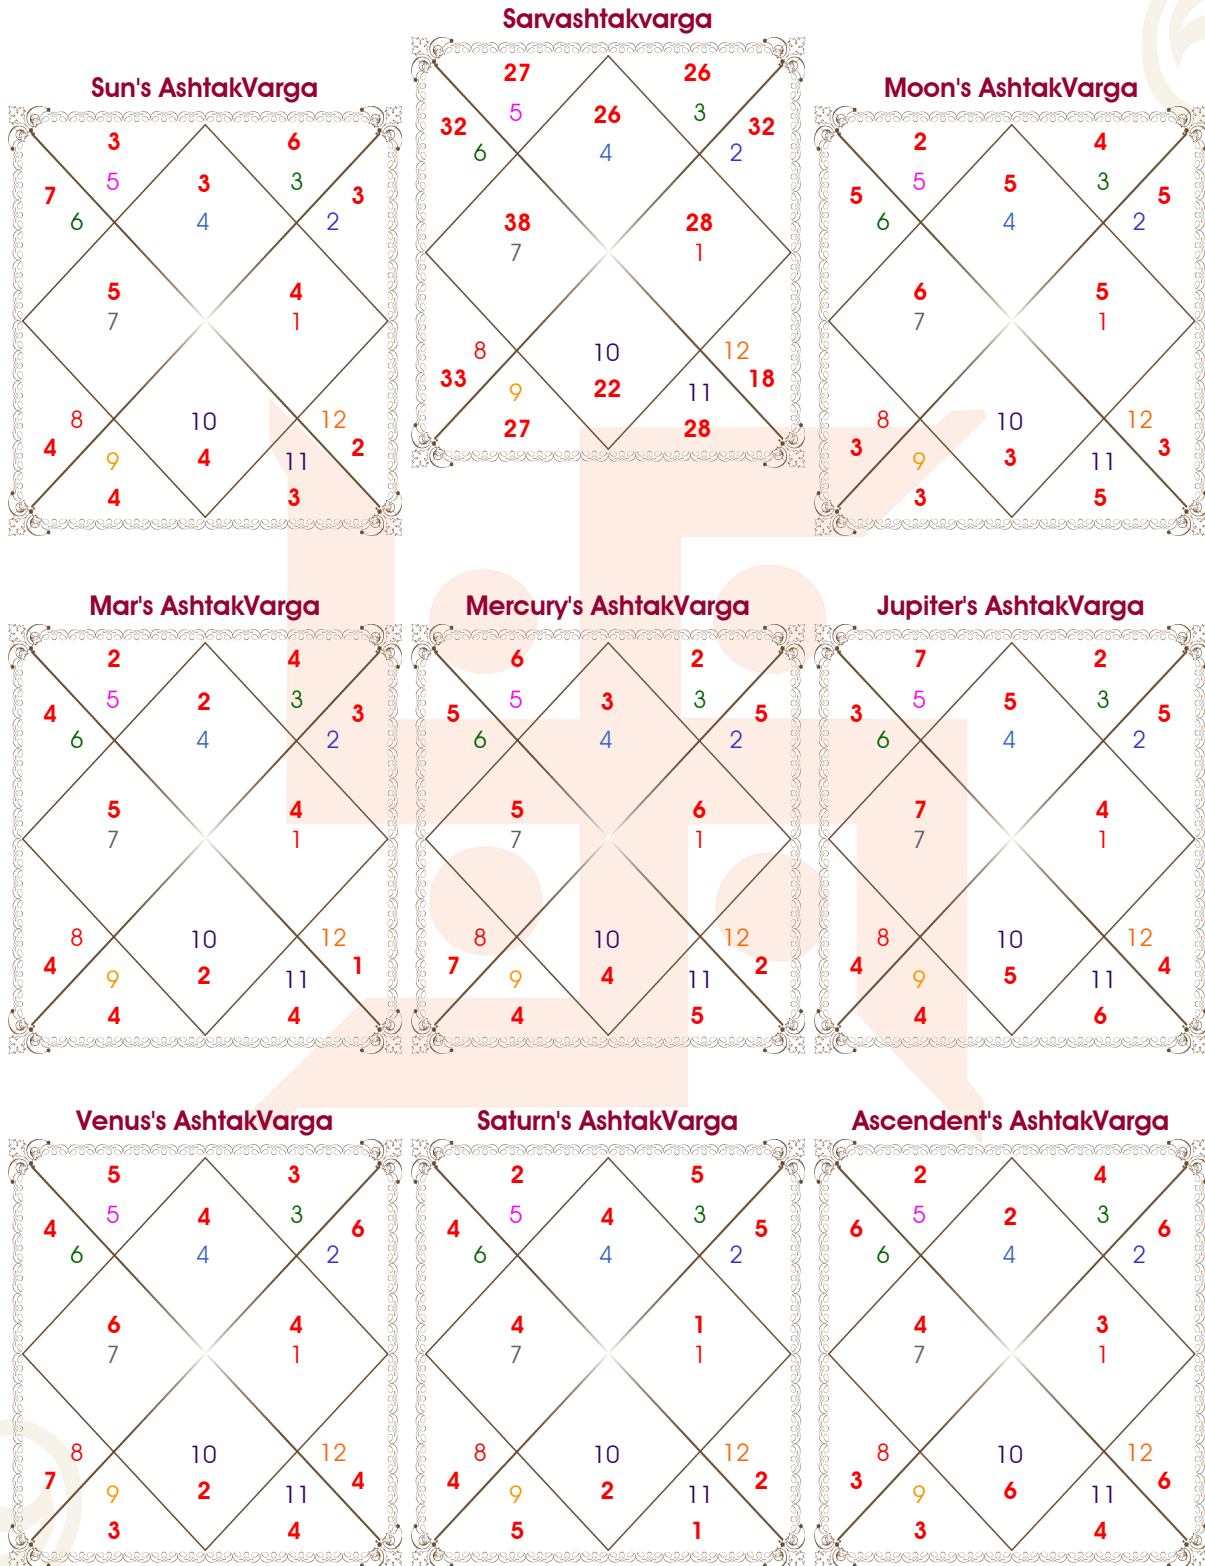 Sarvashtakvarga
27 26
5 26 3
32 32
6 4 2
38 28
7 1
8 10 12
33 22 18
9 11
27 28
Sun's AshtakVarga
3 6
5 3 3
7 3
6 4 2
5 4
7 1
8 10 12
4 4 2
9 11
4 3
Moon's AshtakVarga
2 4
5 5 3
5 5
6 4 2
6 5
7 1
8 10 12
3 3 3
9 11
3 5
Mar's AshtakVarga
2 4
5 2 3
4 3
6 4 2
5 4
7 1
8 10 12
4 2 1
9 11
4 4
Mercury's AshtakVarga
6 2
5 3 3
5 5
6 4 2
5 6
7 1
8 10 12
7 4 2
9 11
4 5
Jupiter's AshtakVarga
7 2
5 5 3
3 5
6 4 2
7 4
7 1
8 10 12
4 5 4
9 11
4 6
Venus's AshtakVarga
5 3
5 4 3
4 6
6 4 2
6 4
7 1
8 10 12
7 2 4
9 11
3 4
Saturn's AshtakVarga
2 5
5 4 3
4 5
6 4 2
4 1
7 1
8 10 12
4 2 2
9 11
5 1
Ascendent's AshtakVarga
2 4
5 2 3
6 6
6 4 2
4 3
7 1
8 10 12
3 6 6
9 11
3 4